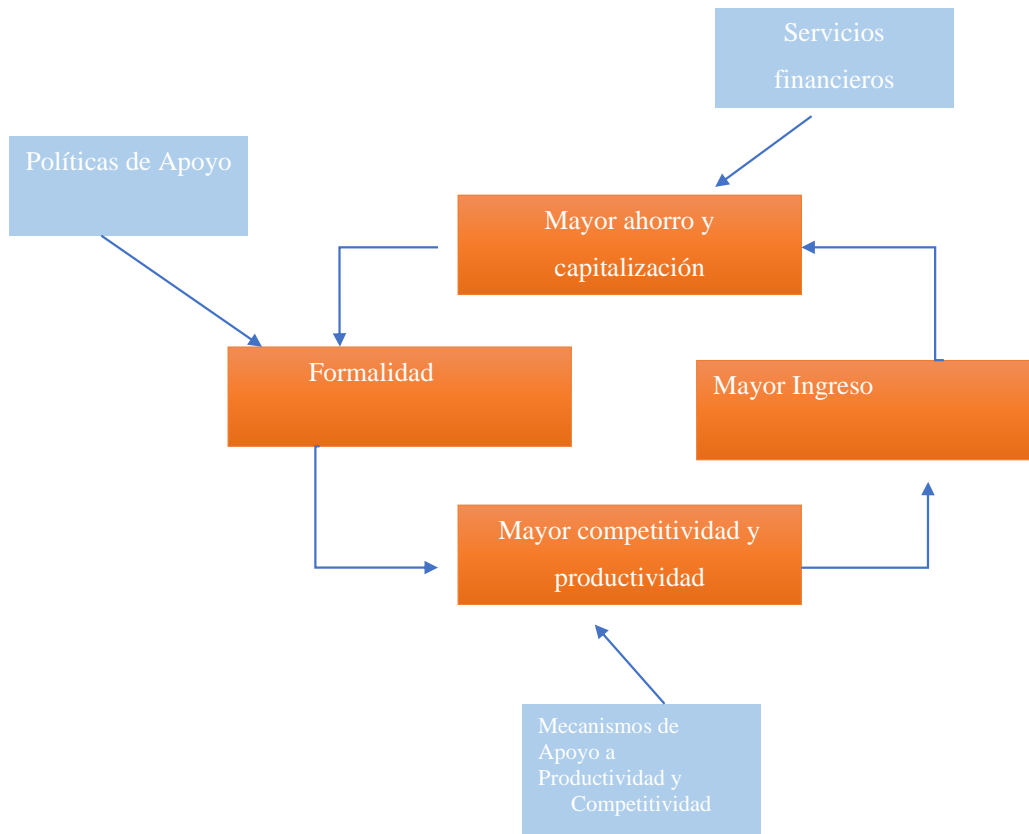 Servicios
financieros
Políticas de Apoyo
Mayor ahorro y
capitalización
Formalidad
Mayor Ingreso
Mayor competitividad y
productividad
Mecanismos de
Apoyo a
Productividad y
Competitividad